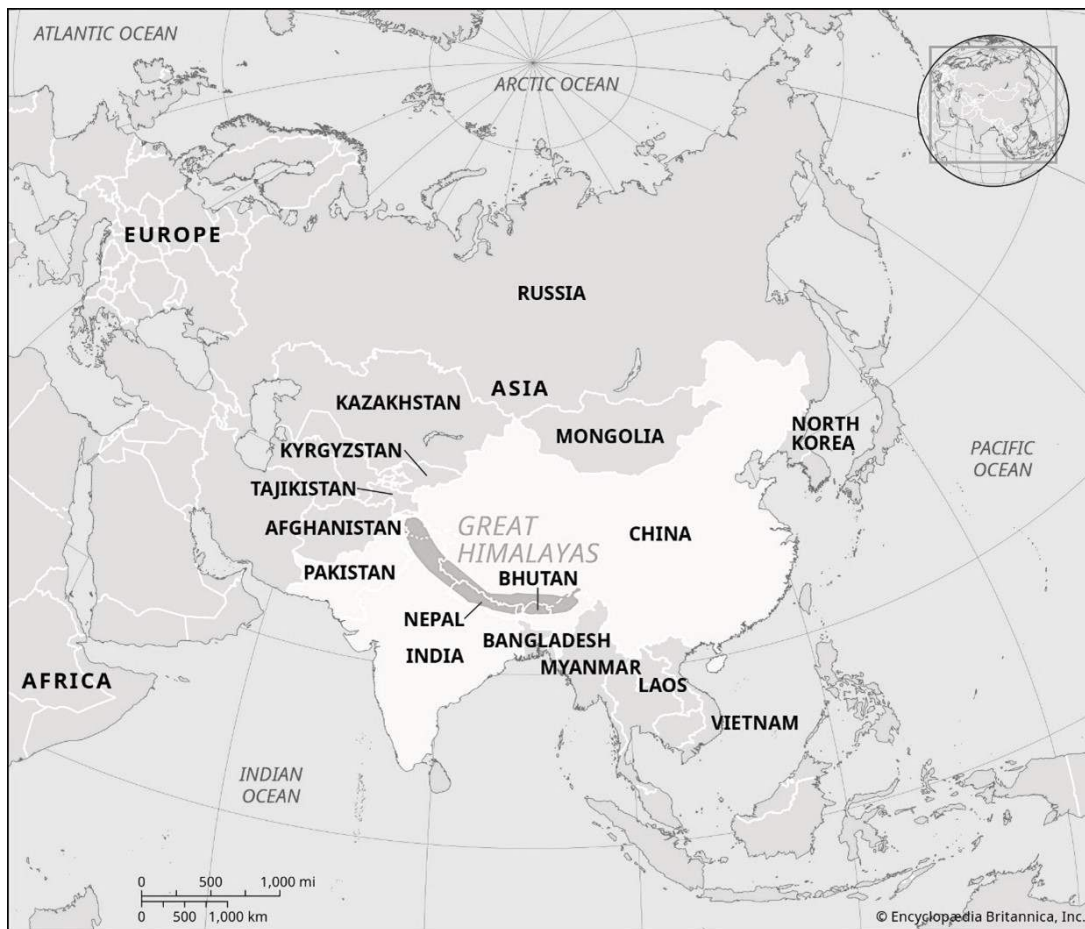 ATLANTIC OCEAN
ARCTIC OCEAN
EUROPE
RUSSIA
ASIA
KAZAKHSTAN
MONGOLIA
NORTH
KOREA
KYRGYZSTAN
PACIFIC
OCEAN
TAJIKISTAN
AFGHANISTAN
GREAT
HIMALAYAS
CHINA
PAKISTAN
BHUTAN
NEPAL
BANGLADESH
INDIA
MYANMAR
AFRICA
LAOS
VIETNAM
INDIAN
OCEAN
0 500 1,000 mi
0 500 1,000 km
© Encyclopædia Britannica, Inc.